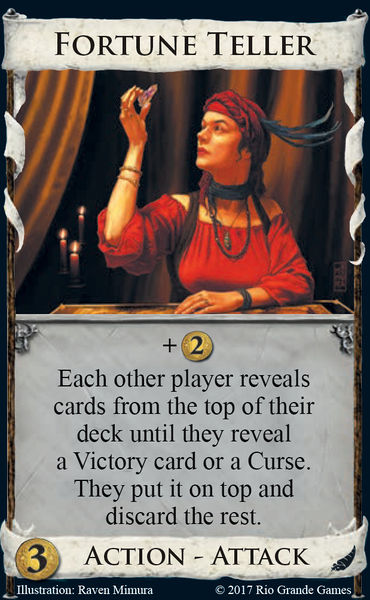 Fortune Teller
+2
Each other player reveals
cards from the top of their
deck until they reveal
a Victory card or a Curse.
They put it on top and
discard the rest.
3 Action - Attack
Illustration: Raven Mimura © 2017 Rio Grande Games